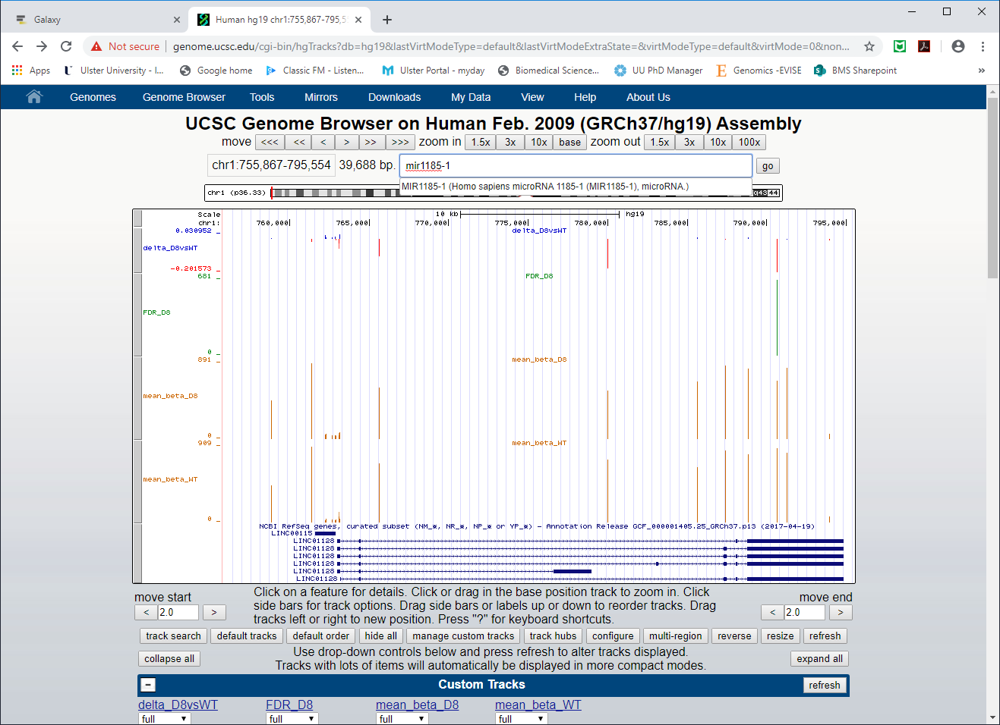 Galaxy
Human hg19 chr1:755,867-795,5
Not secure genome.ucsc.edu/cgi-bin/hgTracks?db=hg19&lastVirtModeType=default&lastVirtModeExtraState=&virtModeType=default&virtMode=0&non...
Apps Ulster University - I... Google home Classic FM - Listen... Ulster Portal - myday Biomedical Science... UU PhD Manager Genomics -EVISE BMS Sharepoint »
Genomes Genome Browser Tools Mirrors Downloads My Data View Help About Us
UCSC Genome Browser on Human Feb. 2009 (GRCh37/hg19) Assembly
move <<< << < > >> >>> zoom in 1.5x 3x 10x base zoom out 1.5x 3x 10x 100x
chr1:755,867-795,554 39,688 bp. mir1185-1 go
MIR1185-1 (Homo sapiens microRNA 1185-1 (MIR1185-1), microRNA.)
chr1 (p36.33) q43 44
Scale 10 kb hg19
chr1: 760,000 765,000 770,000 775,000 780,000 785,000 790,000 795,000
0.030952 delta_D8vsWT
delta_D8vsWT
-0.201573
681 FDR_D8
FDR_D8
0
891 mean_beta_D8
mean_beta_D8
0
909 mean_beta_WT
mean_beta_WT
0
NCBI RefSeq genes, curated subset (NM_*, NR_*, NP_* or YP_*) - Annotation Release GCF_000001405.25_GRCh37.p13 (2017-04-19)
LINC00115
LINC01128
LINC01128
LINC01128
LINC01128
LINC01128
LINC01128
move start Click on a feature for details. Click or drag in the base position track to zoom in. Click move end
< 2.0 > side bars for track options. Drag side bars or labels up or down to reorder tracks. Drag < 2.0 >
tracks left or right to new position. Press "?" for keyboard shortcuts.
track search default tracks default order hide all manage custom tracks track hubs configure multi-region reverse resize refresh
collapse all Use drop-down controls below and press refresh to alter tracks displayed. expand all
Tracks with lots of items will automatically be displayed in more compact modes.
- Custom Tracks refresh
delta_D8vsWT FDR_D8 mean_beta_D8 mean_beta_WT
full full full full